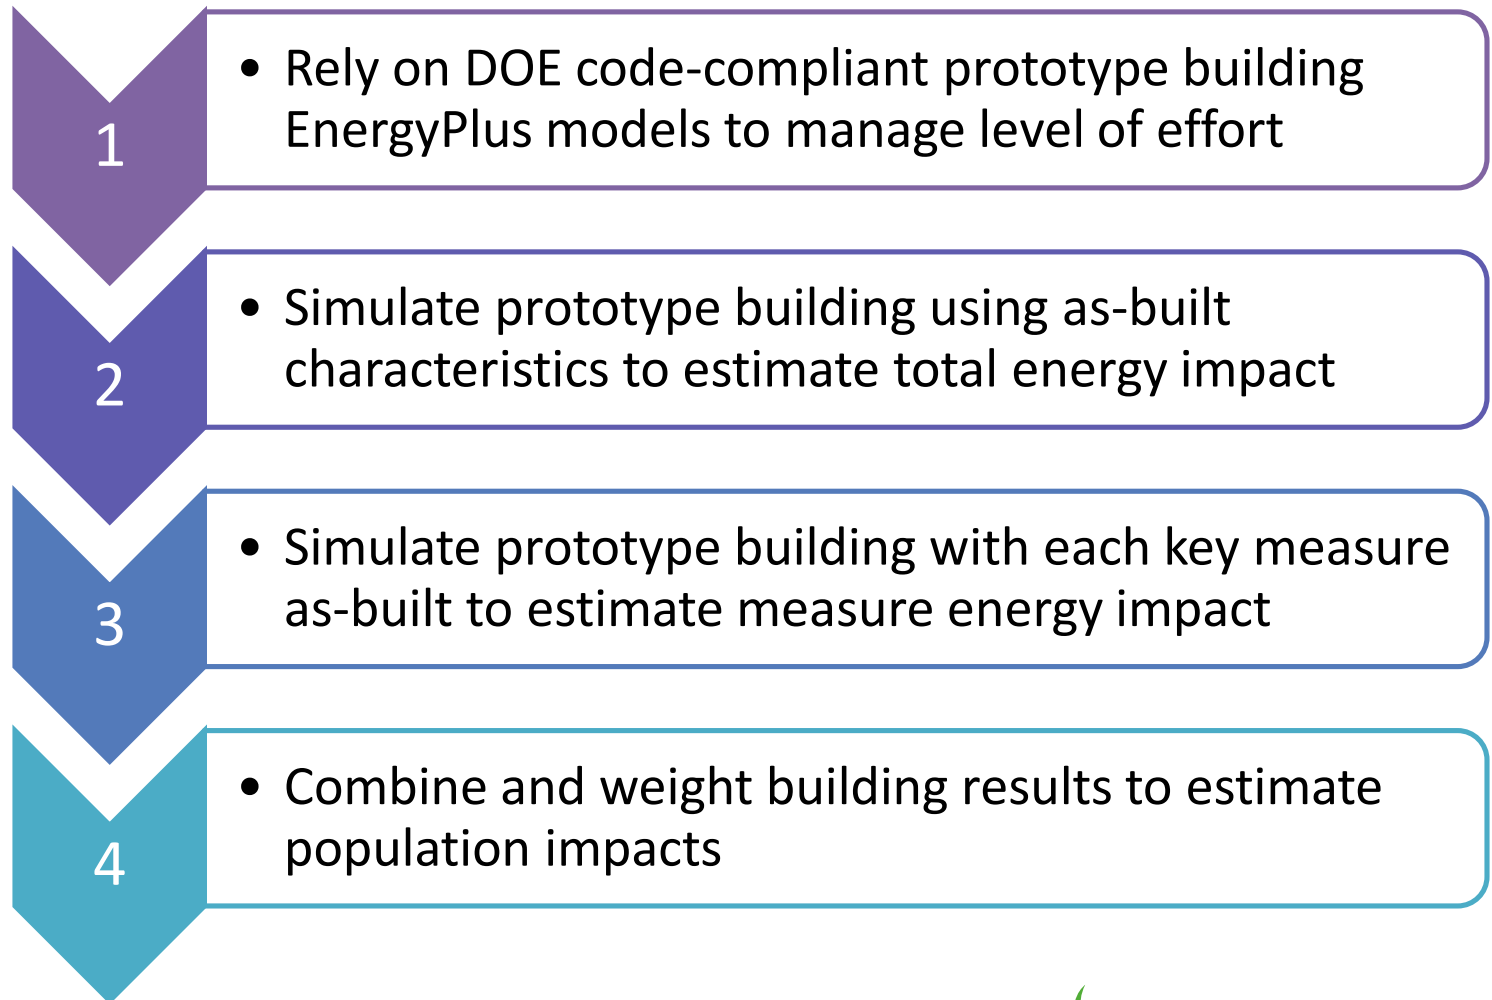 1
• Rely on DOE code-compliant prototype building
EnergyPlus models to manage level of effort
2
• Simulate prototype building using as-built
characteristics to estimate total energy impact
3
• Simulate prototype building with each key measure
as-built to estimate measure energy impact
4
• Combine and weight building results to estimate
population impacts